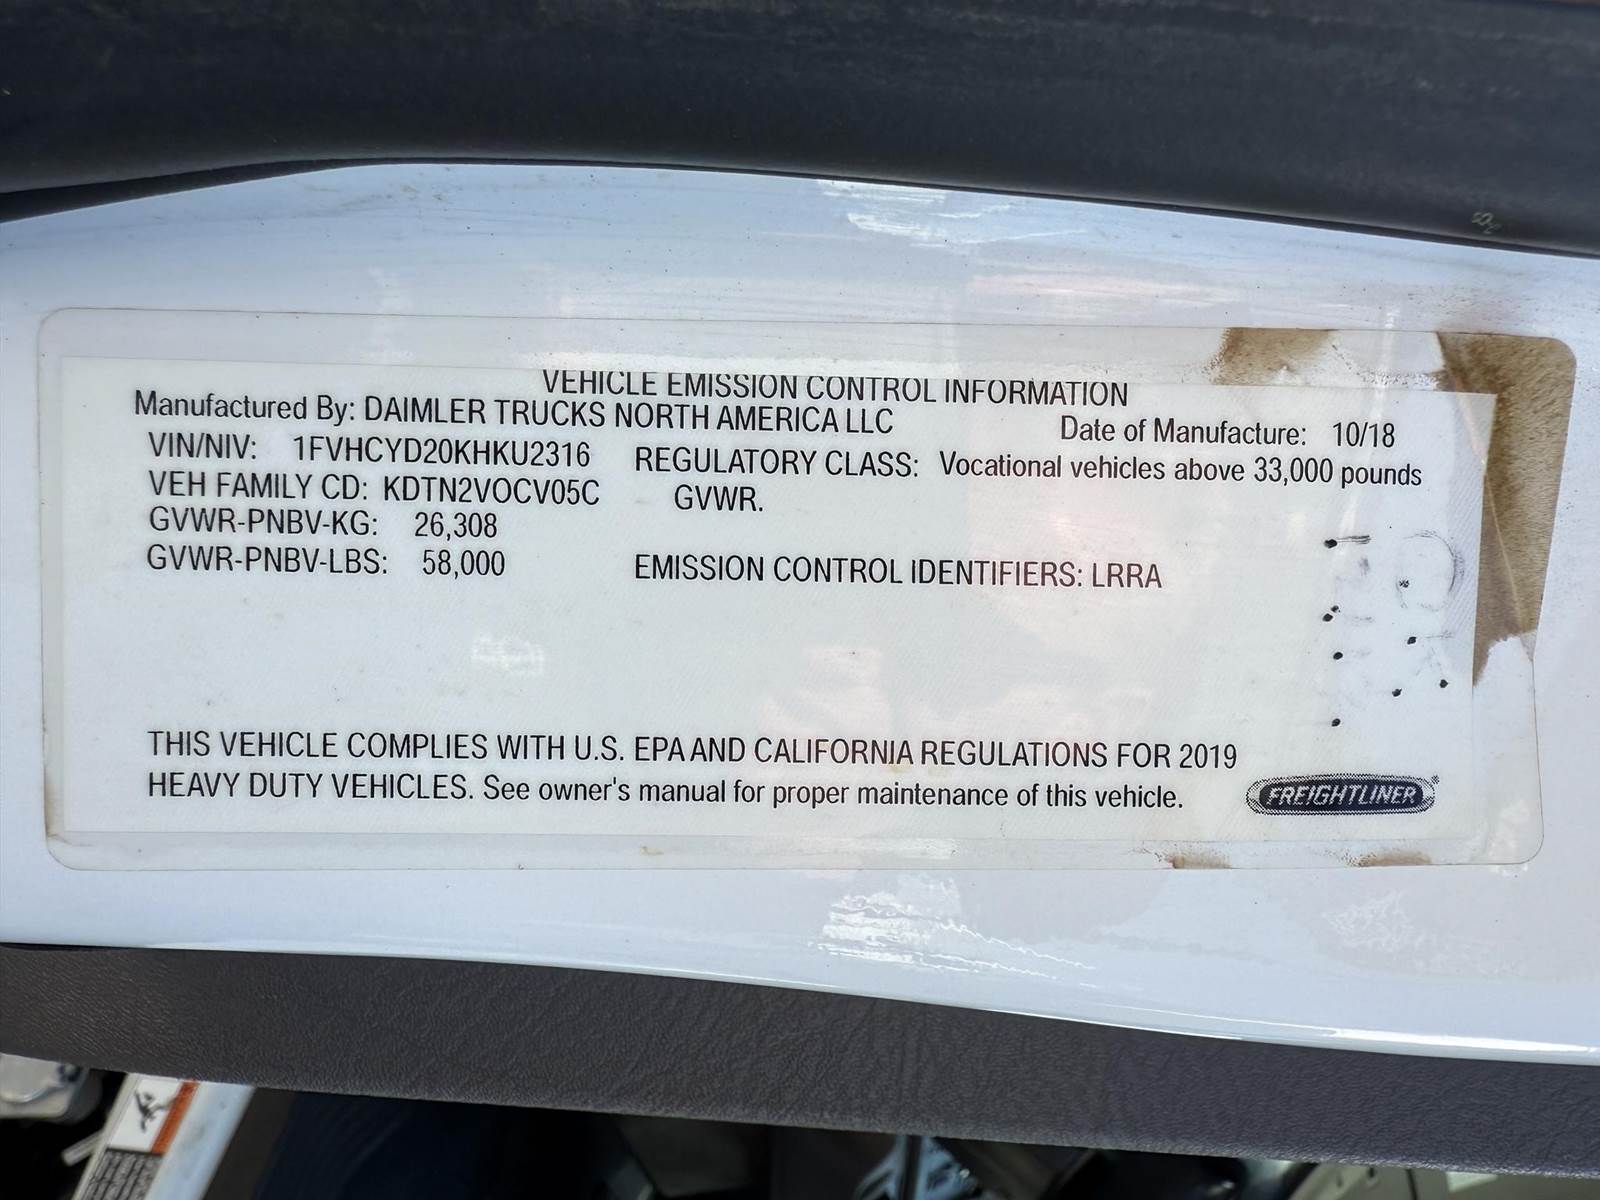 VEHICLE EMISSION CONTROL INFORMATION
Manufactured By: DAIMLER TRUCKS NORTH AMERICA LLC
Date of Manufacture: 10/18
VIN/NIV: 1FVHCYD20KHKU2316
REGULATORY CLASS: Vocational vehicles above 33,000 pounds
GVWR.
VEH FAMILY CD: KDTN2VOCV05C
GVWR-PNBV-KG: 26,308
GVWR-PNBV-LBS: 58,000
EMISSION CONTROL IDENTIFIERS: LRRA
THIS VEHICLE COMPLIES WITH U.S. EPA AND CALIFORNIA REGULATIONS FOR 2019
HEAVY DUTY VEHICLES. See owner's manual for proper maintenance of this vehicle.
FREIGHTLINER